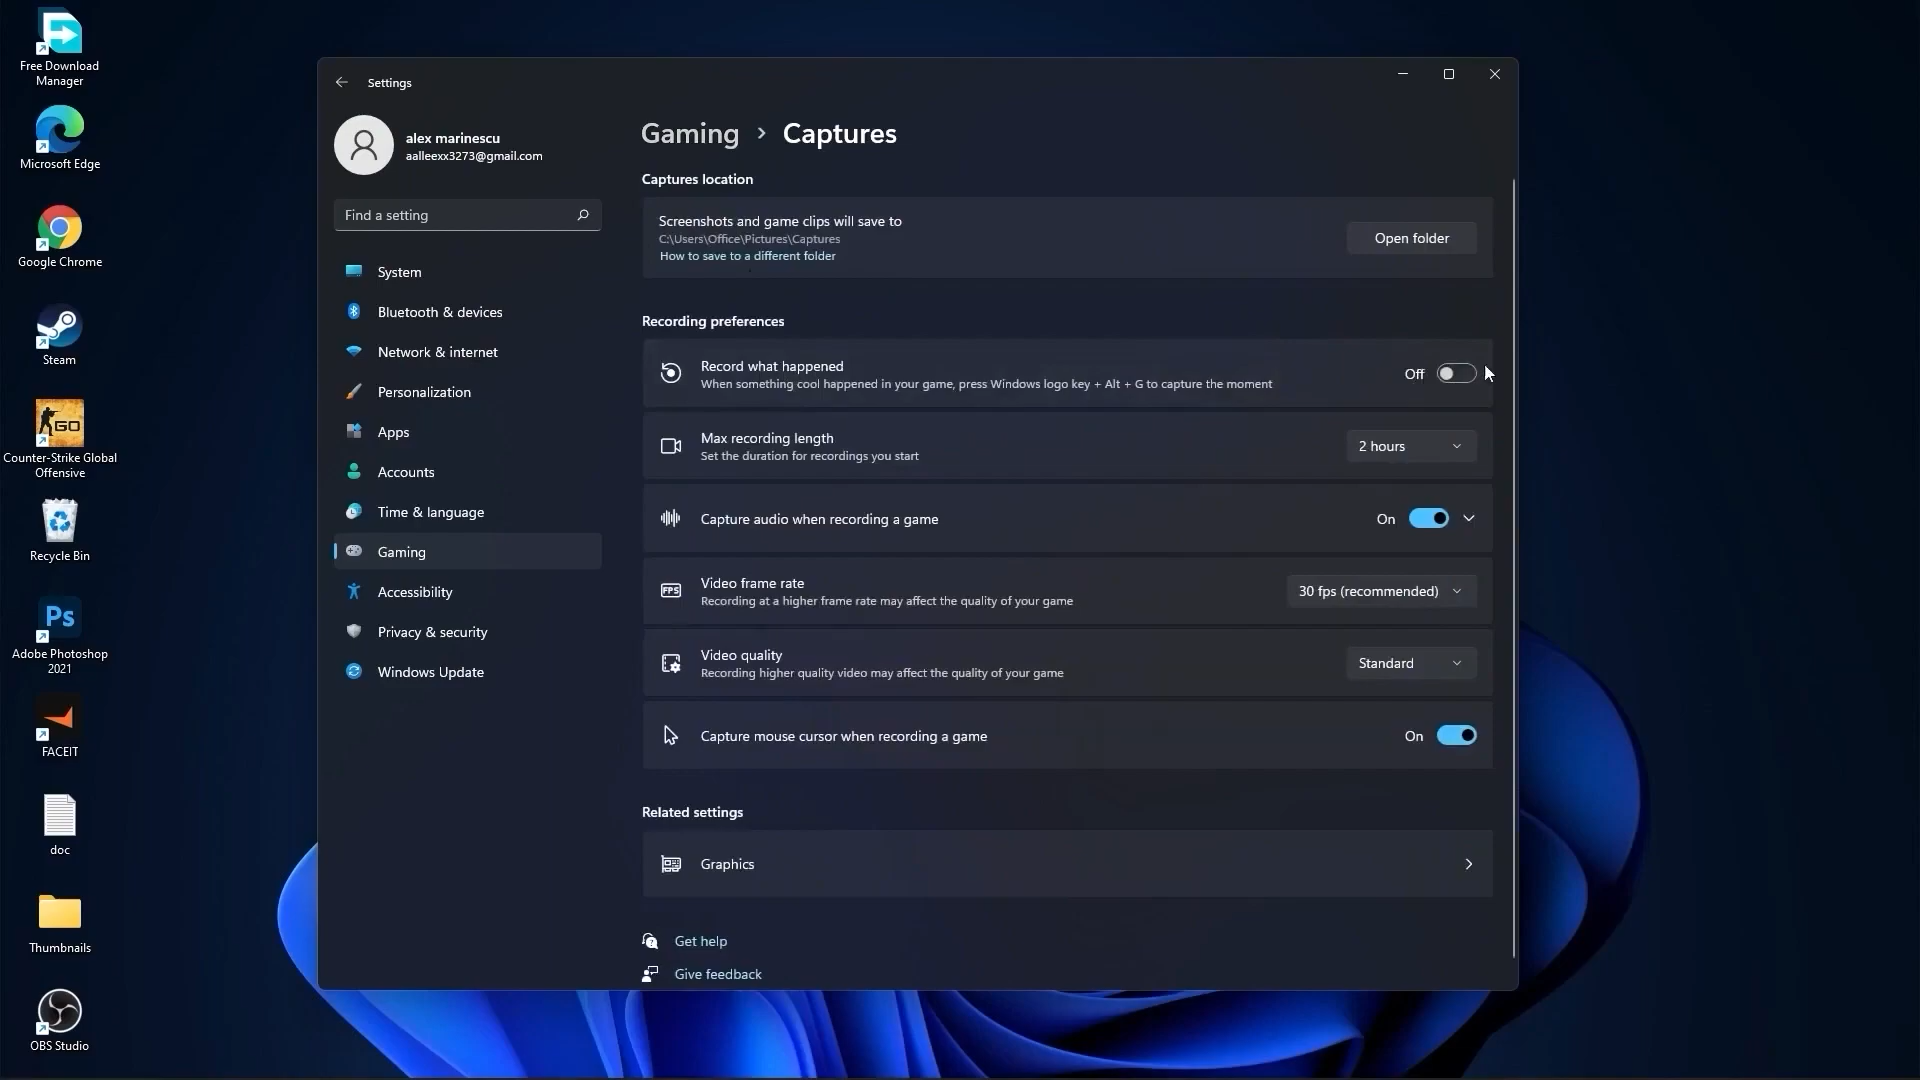 Free Download
Manager
Microsoft Edge
Google Chrome
Steam
GO
Counter-Strike Global
Offensive
Recycle Bin
Ps
Adobe Photoshop
2021
FACEIT
doc
Thumbnails
OBS Studio
Settings
alex marinescu
aalleexx3273@gmail.com
Find a setting
System
Bluetooth & devices
Network & internet
Personalization
Apps
Accounts
Time & language
Gaming
Accessibility
Privacy & security
Windows Update
Gaming › Captures
Captures location
Screenshots and game clips will save to
C:\Users\Office\Pictures\Captures
How to save to a different folder
Open folder
Recording preferences
Record what happened
When something cool happened in your game, press Windows logo key + Alt + G to capture the moment
Off
Max recording length
Set the duration for recordings you start
2 hours
Capture audio when recording a game
On
FPS
Video frame rate
Recording at a higher frame rate may affect the quality of your game
30 fps (recommended)
Video quality
Recording higher quality video may affect the quality of your game
Standard
Capture mouse cursor when recording a game
On
Related settings
Graphics
Get help
Give feedback